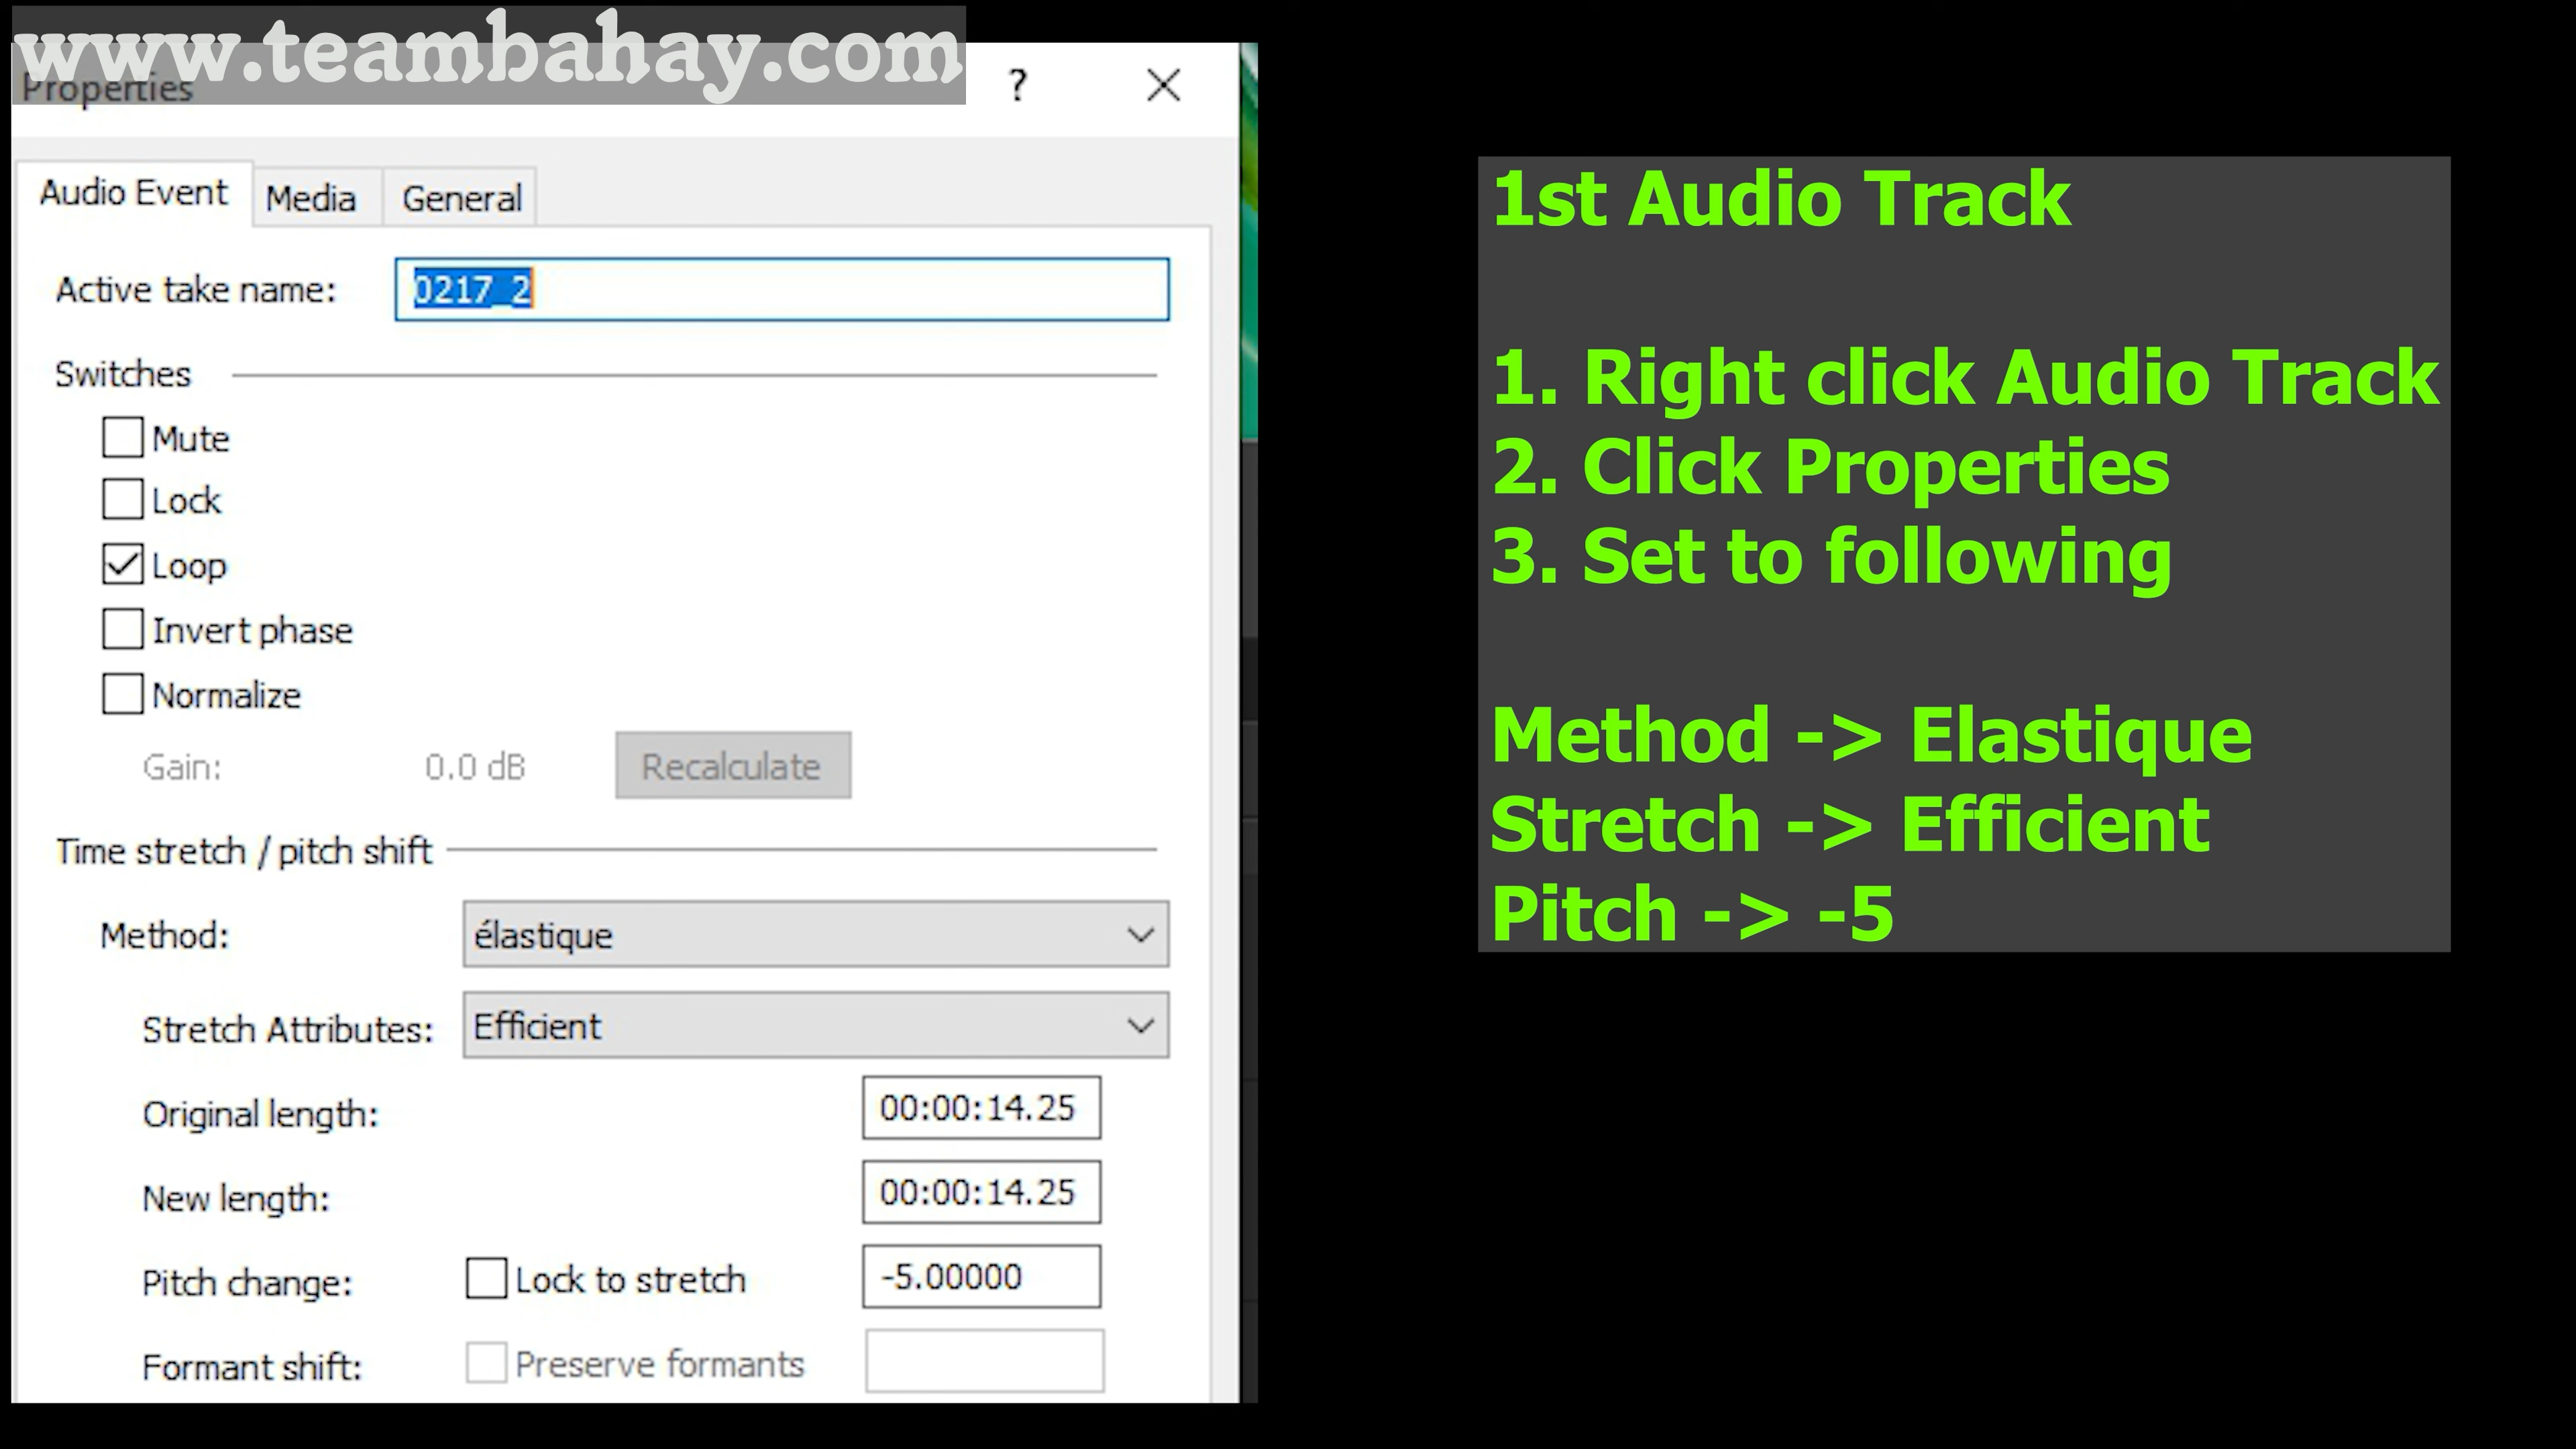 www.teambahay.com
Properties ?
Audio Event Media General
Active take name: 0217_2
Switches
Mute
Lock
Loop
Invert phase
Normalize
Gain: 0.0 dB Recalculate
Time stretch / pitch shift
Method: élastique
Stretch Attributes: Efficient
Original length: 00:00:14.25
New length: 00:00:14.25
Pitch change: Lock to stretch -5.00000
Formant shift: Preserve formants
1st Audio Track
1. Right click Audio Track
2. Click Properties
3. Set to following
Method -> Elastique
Stretch -> Efficient
Pitch -> -5